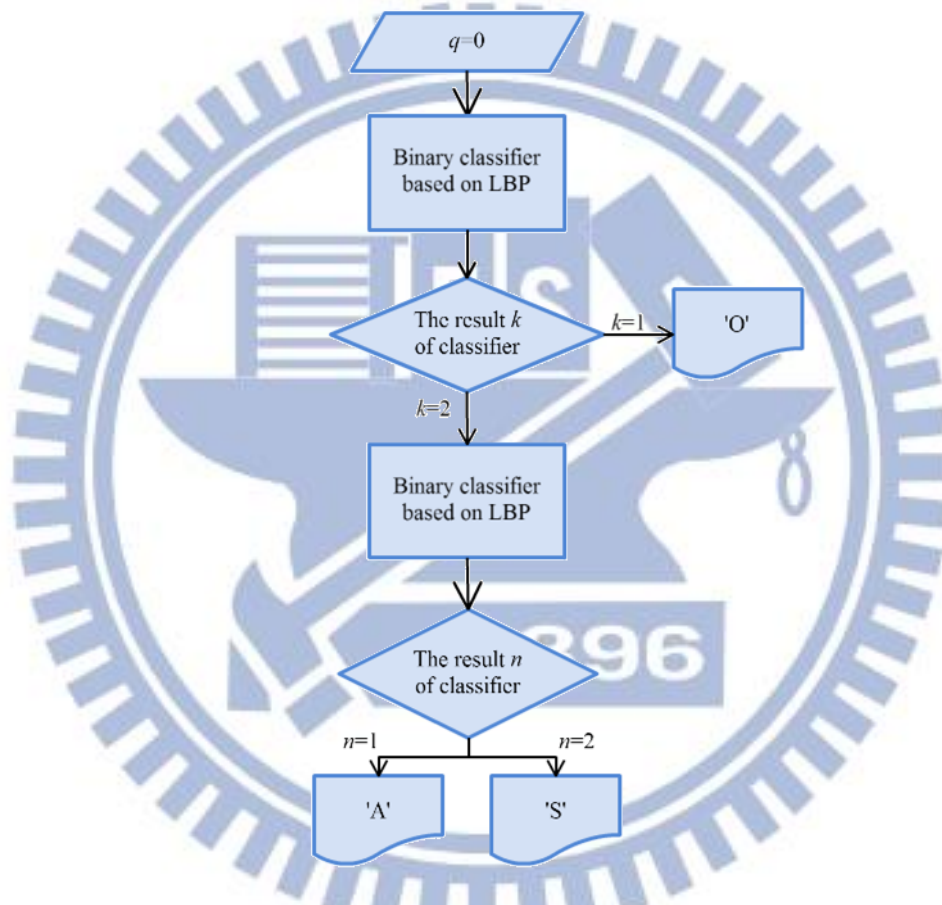 q=0
Binary classifier
based on LBP
The result k
of classifier
k=1
'O'
k=2
Binary classifier
based on LBP
The result n
of classifier
n=1
n=2
'A'
'S'